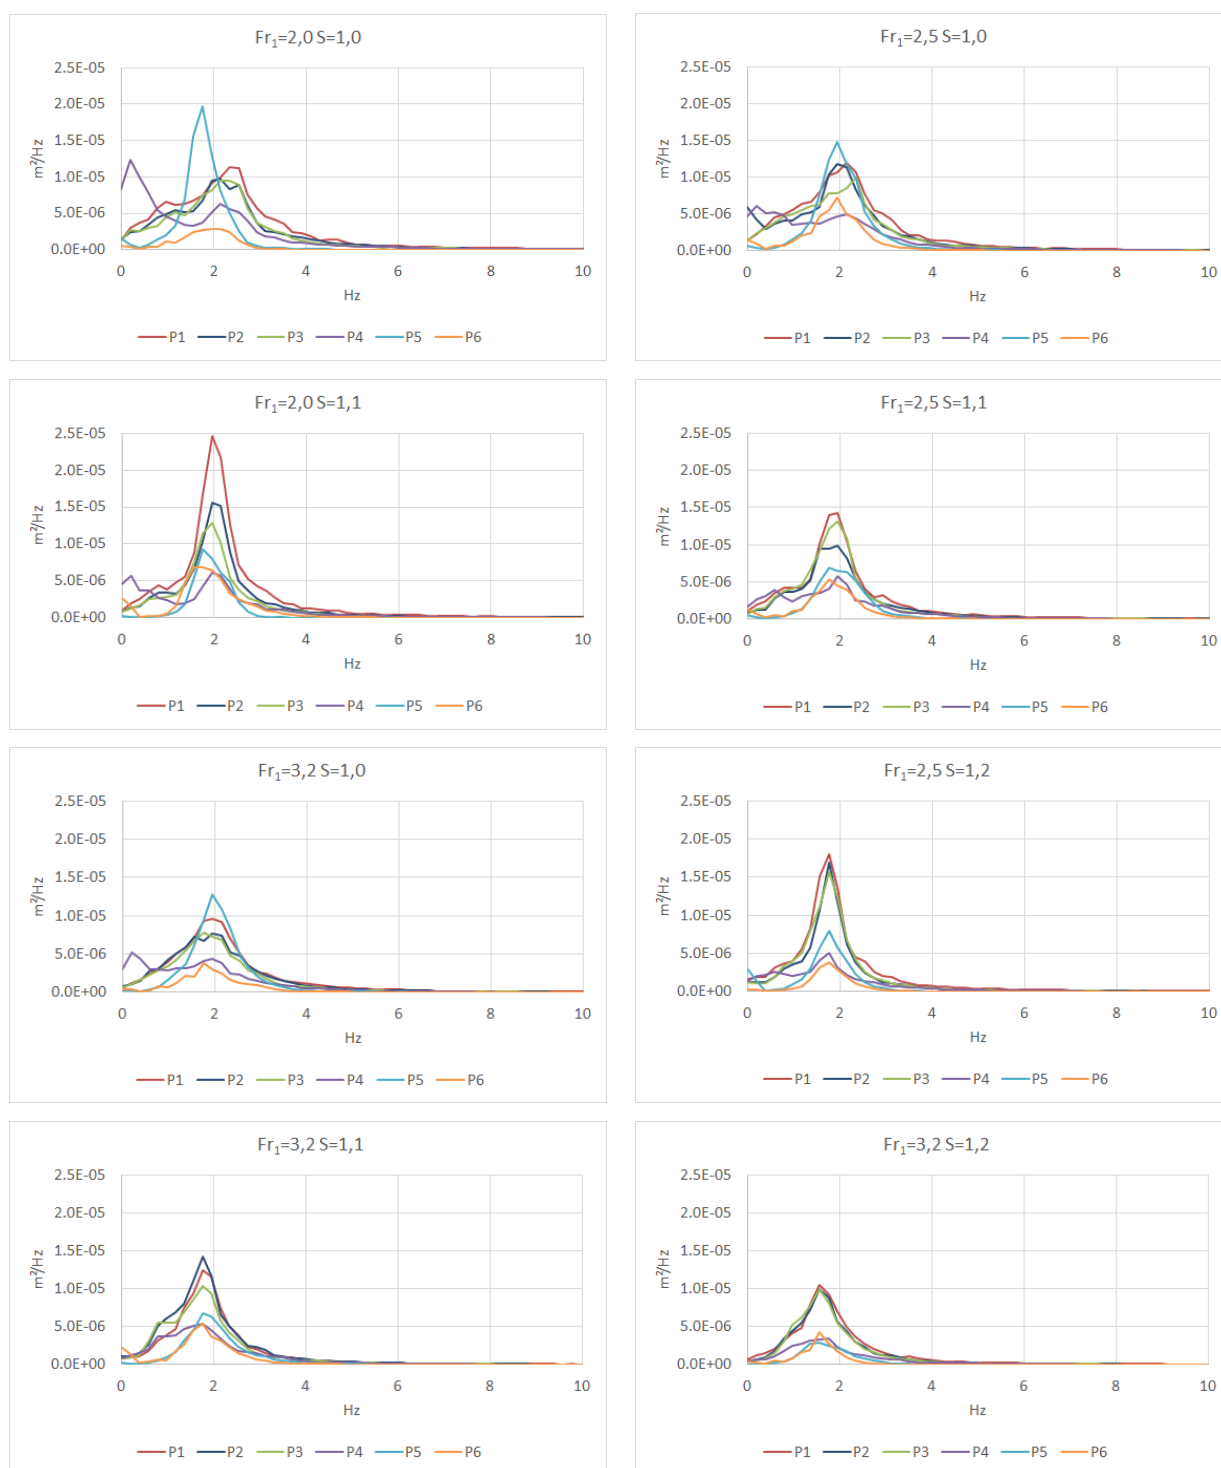 Fr₁=2,0 S=1,0
2.5E-05
2.0E-05
1.5E-05
1.0E-05
5.0E-06
0.0E+00
m²/Hz
0 2 4 6 8 10
Hz
P1 P2 P3 P4 P5 P6
Fr₁=2,5 S=1,0
2.5E-05
2.0E-05
1.5E-05
1.0E-05
5.0E-06
0.0E+00
m²/Hz
0 2 4 6 8 10
Hz
P1 P2 P3 P4 P5 P6
Fr₁=2,0 S=1,1
2.5E-05
2.0E-05
1.5E-05
1.0E-05
5.0E-06
0.0E+00
m²/Hz
0 2 4 6 8 10
Hz
P1 P2 P3 P4 P5 P6
Fr₁=2,5 S=1,1
2.5E-05
2.0E-05
1.5E-05
1.0E-05
5.0E-06
0.0E+00
m²/Hz
0 2 4 6 8 10
Hz
P1 P2 P3 P4 P5 P6
Fr₁=3,2 S=1,0
2.5E-05
2.0E-05
1.5E-05
1.0E-05
5.0E-06
0.0E+00
m²/Hz
0 2 4 6 8 10
Hz
P1 P2 P3 P4 P5 P6
Fr₁=2,5 S=1,2
2.5E-05
2.0E-05
1.5E-05
1.0E-05
5.0E-06
0.0E+00
m²/Hz
0 2 4 6 8 10
Hz
P1 P2 P3 P4 P5 P6
Fr₁=3,2 S=1,1
2.5E-05
2.0E-05
1.5E-05
1.0E-05
5.0E-06
0.0E+00
m²/Hz
0 2 4 6 8 10
Hz
P1 P2 P3 P4 P5 P6
Fr₁=3,2 S=1,2
2.5E-05
2.0E-05
1.5E-05
1.0E-05
5.0E-06
0.0E+00
m²/Hz
0 2 4 6 8 10
Hz
P1 P2 P3 P4 P5 P6